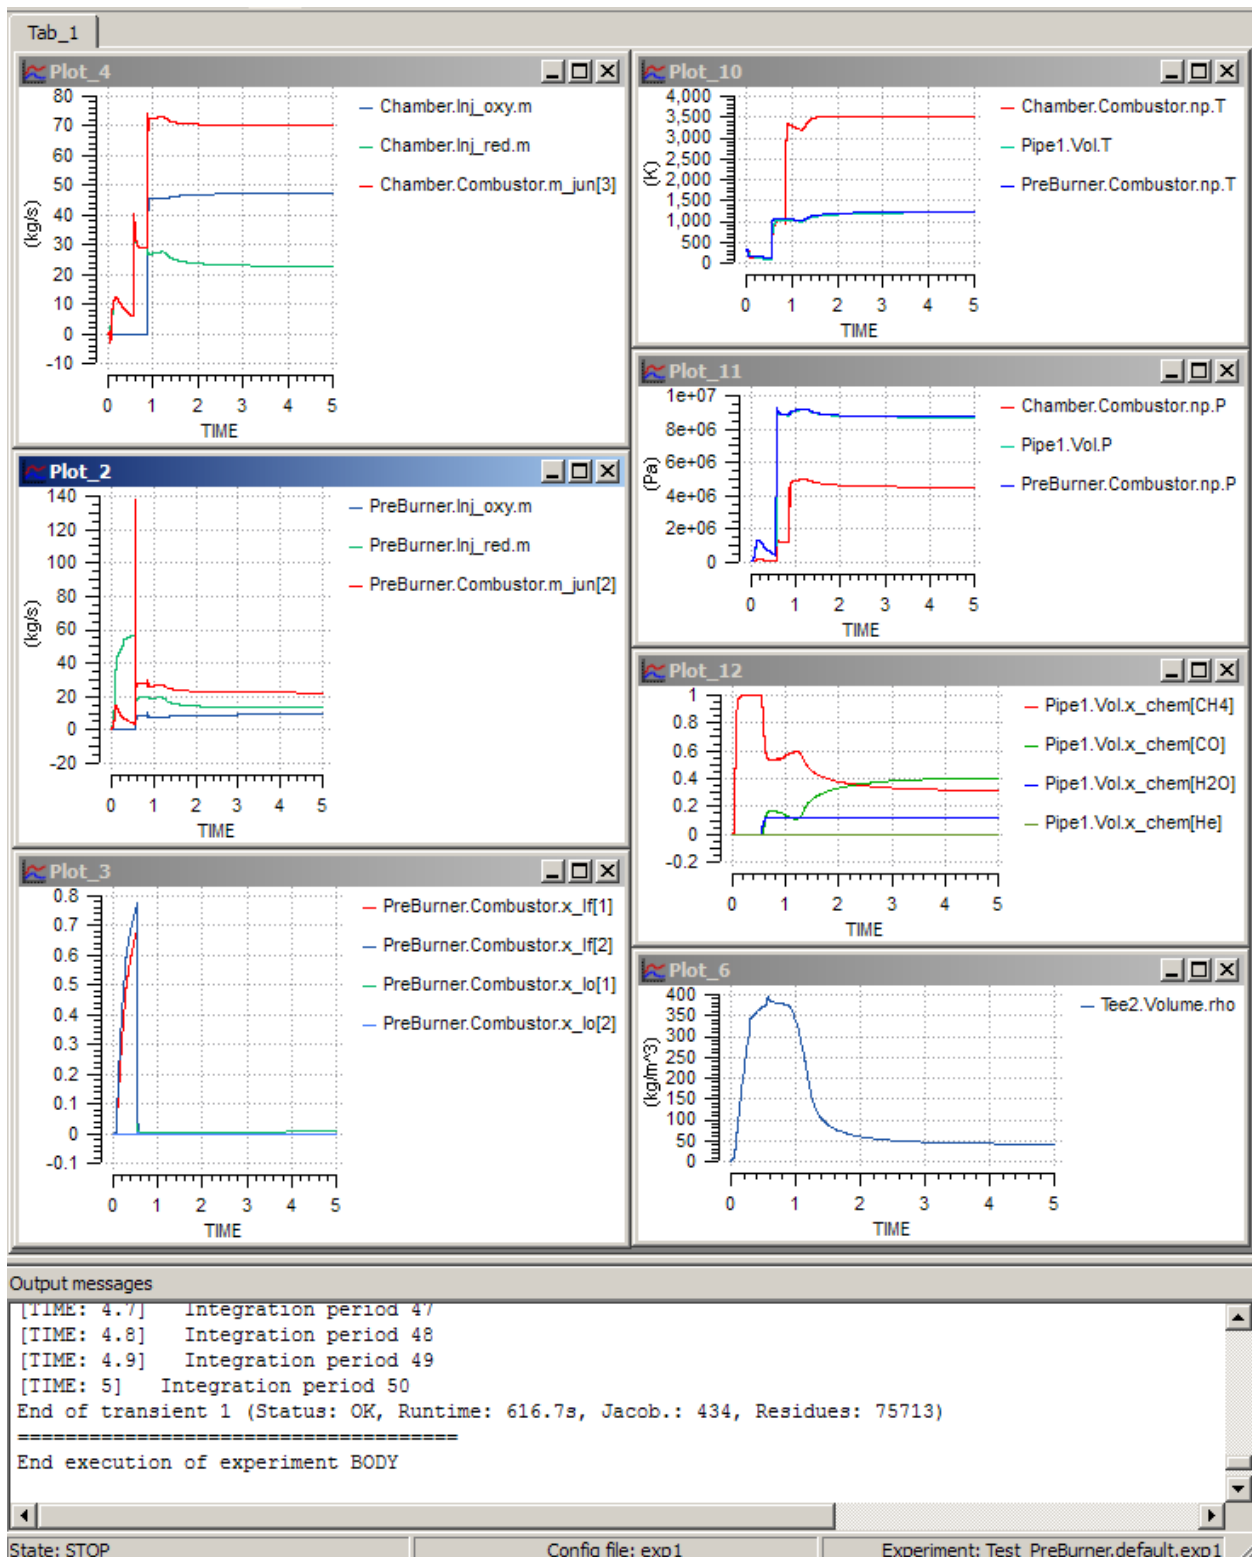 Tab_1
Plot_4
80
70
60
50
40
30
20
10
0
-10
(kg/s)
0 1 2 3 4 5
TIME
Chamber.Inj_oxy.m
Chamber.Inj_red.m
Chamber.Combustor.m_jun[3]
Plot_2
140
120
100
80
60
40
20
0
-20
(kg/s)
0 1 2 3 4 5
TIME
PreBurner.Inj_oxy.m
PreBurner.Inj_red.m
PreBurner.Combustor.m_jun[2]
Plot_3
0.8
0.7
0.6
0.5
0.4
0.3
0.2
0.1
0
-0.1
0 1 2 3 4 5
TIME
PreBurner.Combustor.x_lf[1]
PreBurner.Combustor.x_lf[2]
PreBurner.Combustor.x_lo[1]
PreBurner.Combustor.x_lo[2]
Plot_10
4,000
3,500
3,000
2,500
2,000
1,500
1,000
500
0
(K)
0 1 2 3 4 5
TIME
Chamber.Combustor.np.T
Pipe1.Vol.T
PreBurner.Combustor.np.T
Plot_11
1e+07
8e+06
6e+06
4e+06
2e+06
0
(Pa)
0 1 2 3 4 5
TIME
Chamber.Combustor.np.P
Pipe1.Vol.P
PreBurner.Combustor.np.P
Plot_12
1
0.8
0.6
0.4
0.2
0
-0.2
0 1 2 3 4 5
TIME
Pipe1.Vol.x_chem[CH4]
Pipe1.Vol.x_chem[CO]
Pipe1.Vol.x_chem[H2O]
Pipe1.Vol.x_chem[He]
Plot_6
400
350
300
250
200
150
100
50
0
(kg/m^3)
0 1 2 3 4 5
TIME
Tee2.Volume.rho
Output messages
[TIME: 4.7] Integration period 47
[TIME: 4.8] Integration period 48
[TIME: 4.9] Integration period 49
[TIME: 5] Integration period 50
End of transient 1 (Status: OK, Runtime: 616.7s, Jacob.: 434, Residues: 75713)
=====================================
End execution of experiment BODY
State: STOP Config file: exp1 Experiment: Test_PreBurner.default.exp1